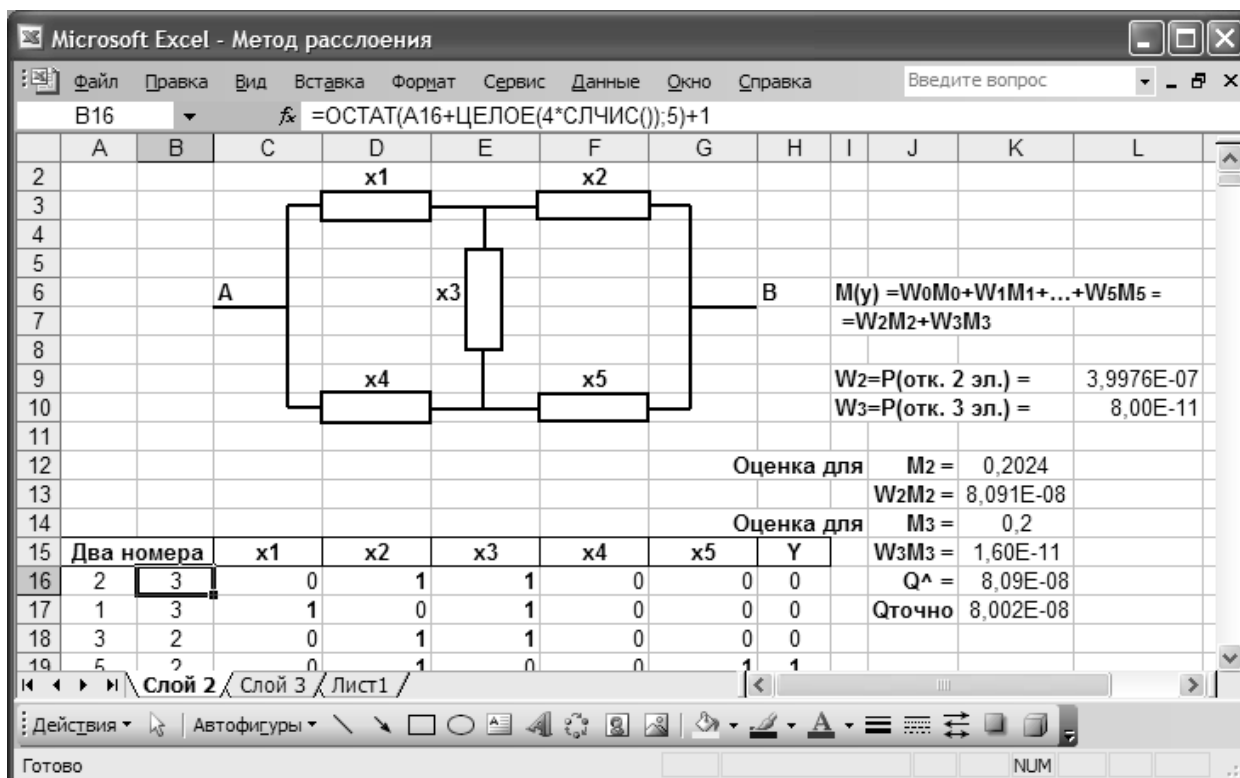 Microsoft Excel - Метод расслоения
Файл Правка Вид Вставка Формат Сервис Данные Окно Справка Введите вопрос
B16 fx =ОСТАТ(A16+ЦЕЛОЕ(4*СЛЧИС());5)+1
A B C D E F G H I J K L
2 x1 x2
3
4
5
6 A x3 B M(y) =W0M0+W1M1+…+W5M5 =
7 =W2M2+W3M3
8
9 x4 x5 W2=P(отк. 2 эл.) = 3,9976E-07
10 W3=P(отк. 3 эл.) = 8,00E-11
11
12 Оценка для M2 = 0,2024
13 W2M2 = 8,091E-08
14 Оценка для M3 = 0,2
15 Два номера x1 x2 x3 x4 x5 Y W3M3 = 1,60E-11
16 2 3 0 1 1 0 0 0 Q^ = 8,09E-08
17 1 3 1 0 1 0 0 0 Qточно 8,002E-08
18 3 2 0 1 1 0 0 0
19 5 2 0 1 0 0 1 1
Слой 2 Слой 3 Лист1
Действия Автофигуры
Готово NUM